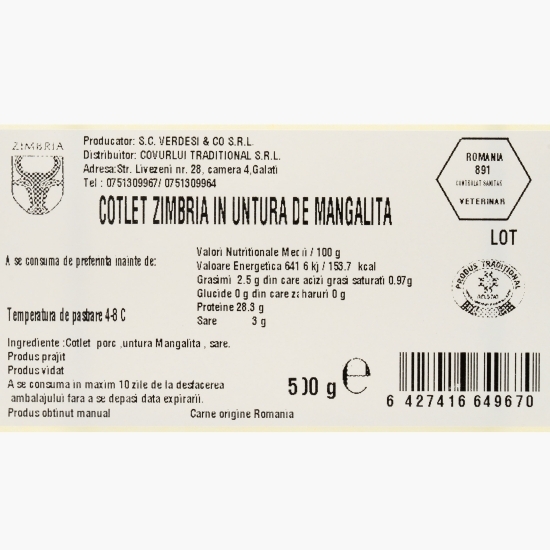 ZIMBRIA
Producator: S.C. VERDESI & CO S.R.L.
Distribuitor: COVURLUI TRADITIONAL S.R.L.
Adresa:Str. Livezeni nr. 28, camera 4,Galati
Tel : 0751309967/ 0751309964
ROMANIA
891
CONTROLAT SANITAR
VETERINAR
COTLET ZIMBRIA IN UNTURA DE MANGALITA
LOT
A se consuma de preferinta inainte de:
Valori Nutritionale Medii / 100 g
Valoare Energetica 641.6 kj / 153.7 kcal
Grasimi 2.5 g din care acizi grasi saturati 0.97g
Glucide 0 g din care zaharuri 0 g
Proteine 28.3 g
Sare 3 g
PRODUS TRADITIONAL
Temperatura de pastrare 4-8 C
Ingrediente :Cotlet porc ,untura Mangalita , sare.
Produs prajit
Produs vidat
A se consuma in maxim 10 zile de la desfacerea
ambalajului fara a se depasi data expirarii.
Produs obtinut manual
Carne origine Romania
500 g e
6 427416 649670